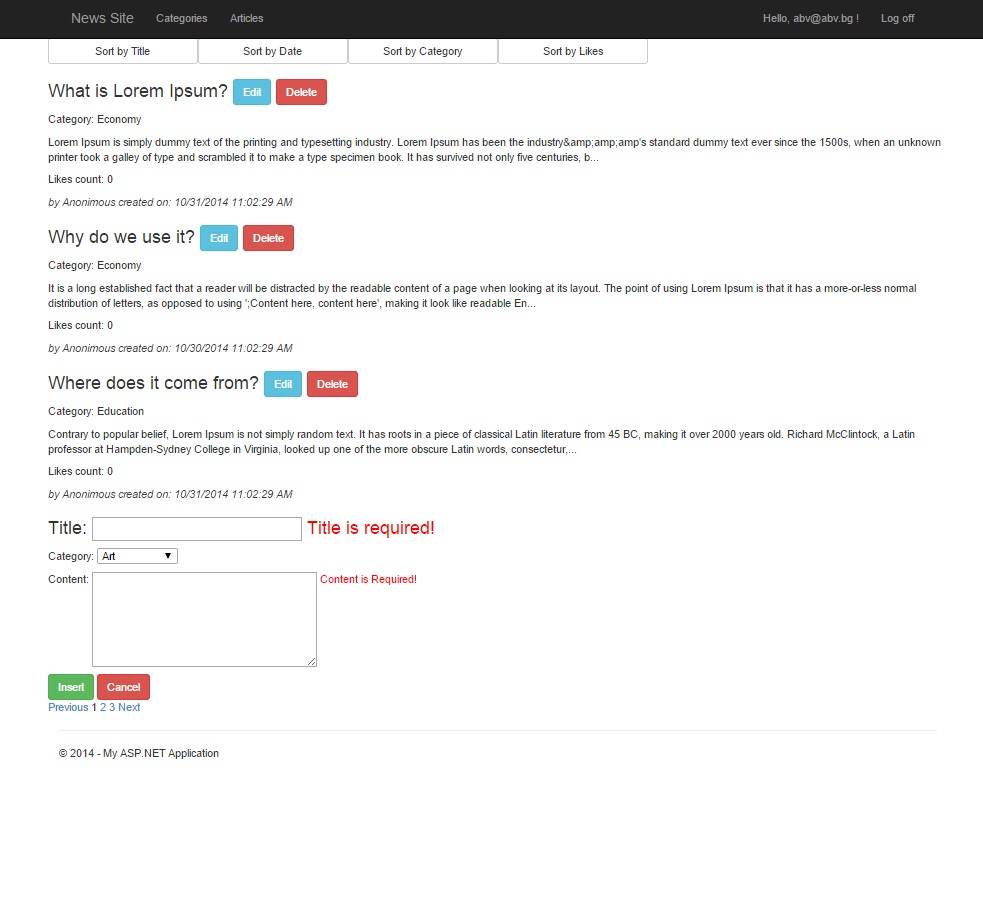 News Site Categories Articles Hello, abv@abv.bg ! Log off
Sort by Title Sort by Date Sort by Category Sort by Likes
What is Lorem Ipsum? Edit Delete
Category: Economy
Lorem Ipsum is simply dummy text of the printing and typesetting industry. Lorem Ipsum has been the industry&amp;amp;amp's standard dummy text ever since the 1500s, when an unknown
printer took a galley of type and scrambled it to make a type specimen book. It has survived not only five centuries, b...
Likes count: 0
by Anonimous created on: 10/31/2014 11:02:29 AM
Why do we use it? Edit Delete
Category: Economy
It is a long established fact that a reader will be distracted by the readable content of a page when looking at its layout. The point of using Lorem Ipsum is that it has a more-or-less normal
distribution of letters, as opposed to using ';Content here, content here', making it look like readable En...
Likes count: 0
by Anonimous created on: 10/30/2014 11:02:29 AM
Where does it come from? Edit Delete
Category: Education
Contrary to popular belief, Lorem Ipsum is not simply random text. It has roots in a piece of classical Latin literature from 45 BC, making it over 2000 years old. Richard McClintock, a Latin
professor at Hampden-Sydney College in Virginia, looked up one of the more obscure Latin words, consectetur,...
Likes count: 0
by Anonimous created on: 10/31/2014 11:02:29 AM
Title: Title is required!
Category: Art
Content: Content is Required!
Insert Cancel
Previous 1 2 3 Next
© 2014 - My ASP.NET Application